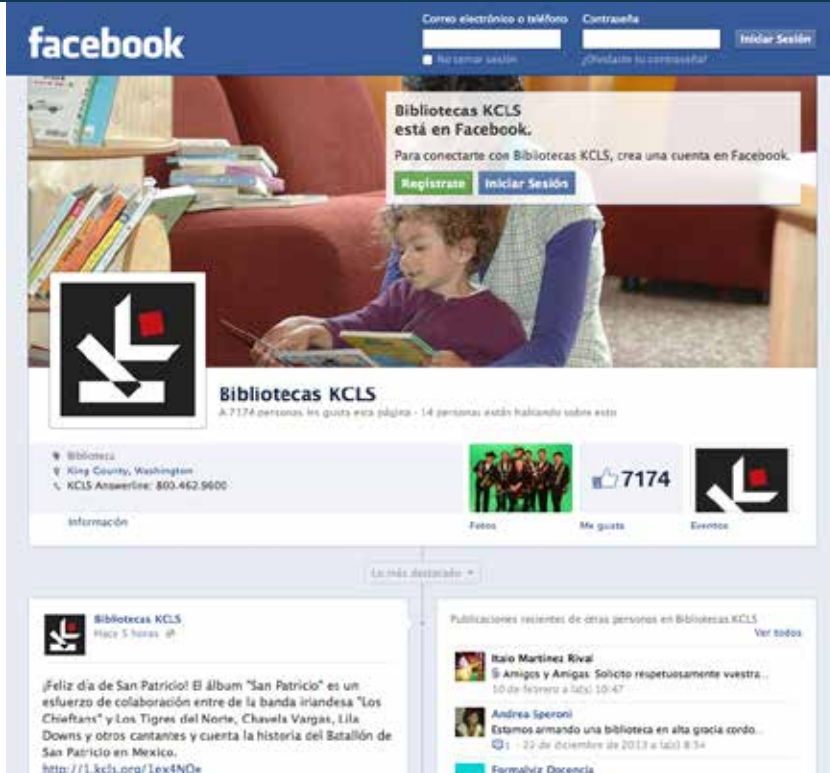 facebook
Correo electrónico o teléfono Contraseña
Iniciar Sesión
No cerrar sesión ¿Olvidaste tu contraseña?
Bibliotecas KCLS
está en Facebook.
Para conectarte con Bibliotecas KCLS, crea una cuenta en Facebook.
Regístrate Iniciar Sesión
Bibliotecas KCLS
A 7174 personas les gusta esta página · 14 personas están hablando sobre esto
Biblioteca
King County, Washington
KCLS Answerline: 800.462.9600
Información
7174
Fotos Me gusta Eventos
Lo más destacado
Bibliotecas KCLS
Hace 5 horas
¡Feliz día de San Patricio! El álbum "San Patricio" es un
esfuerzo de colaboración entre de la banda irlandesa "Los
Chieftans" y Los Tigres del Norte, Chavela Vargas, Lila
Downs y otros cantantes y cuenta la historia del Batallón de
San Patricio en Mexico.
http://1.kcls.org/1ex4NOe
Publicaciones recientes de otras personas en Bibliotecas KCLS
Ver todos
Italo Martinez Rival
Amigos y Amigas: Solicito respetuosamente vuestra...
10 de febrero a la(s) 10:47
Andrea Speroni
Estamos armando una biblioteca en alta gracia cordo...
1 · 22 de diciembre de 2013 a la(s) 8:54
Formalviz Docencia